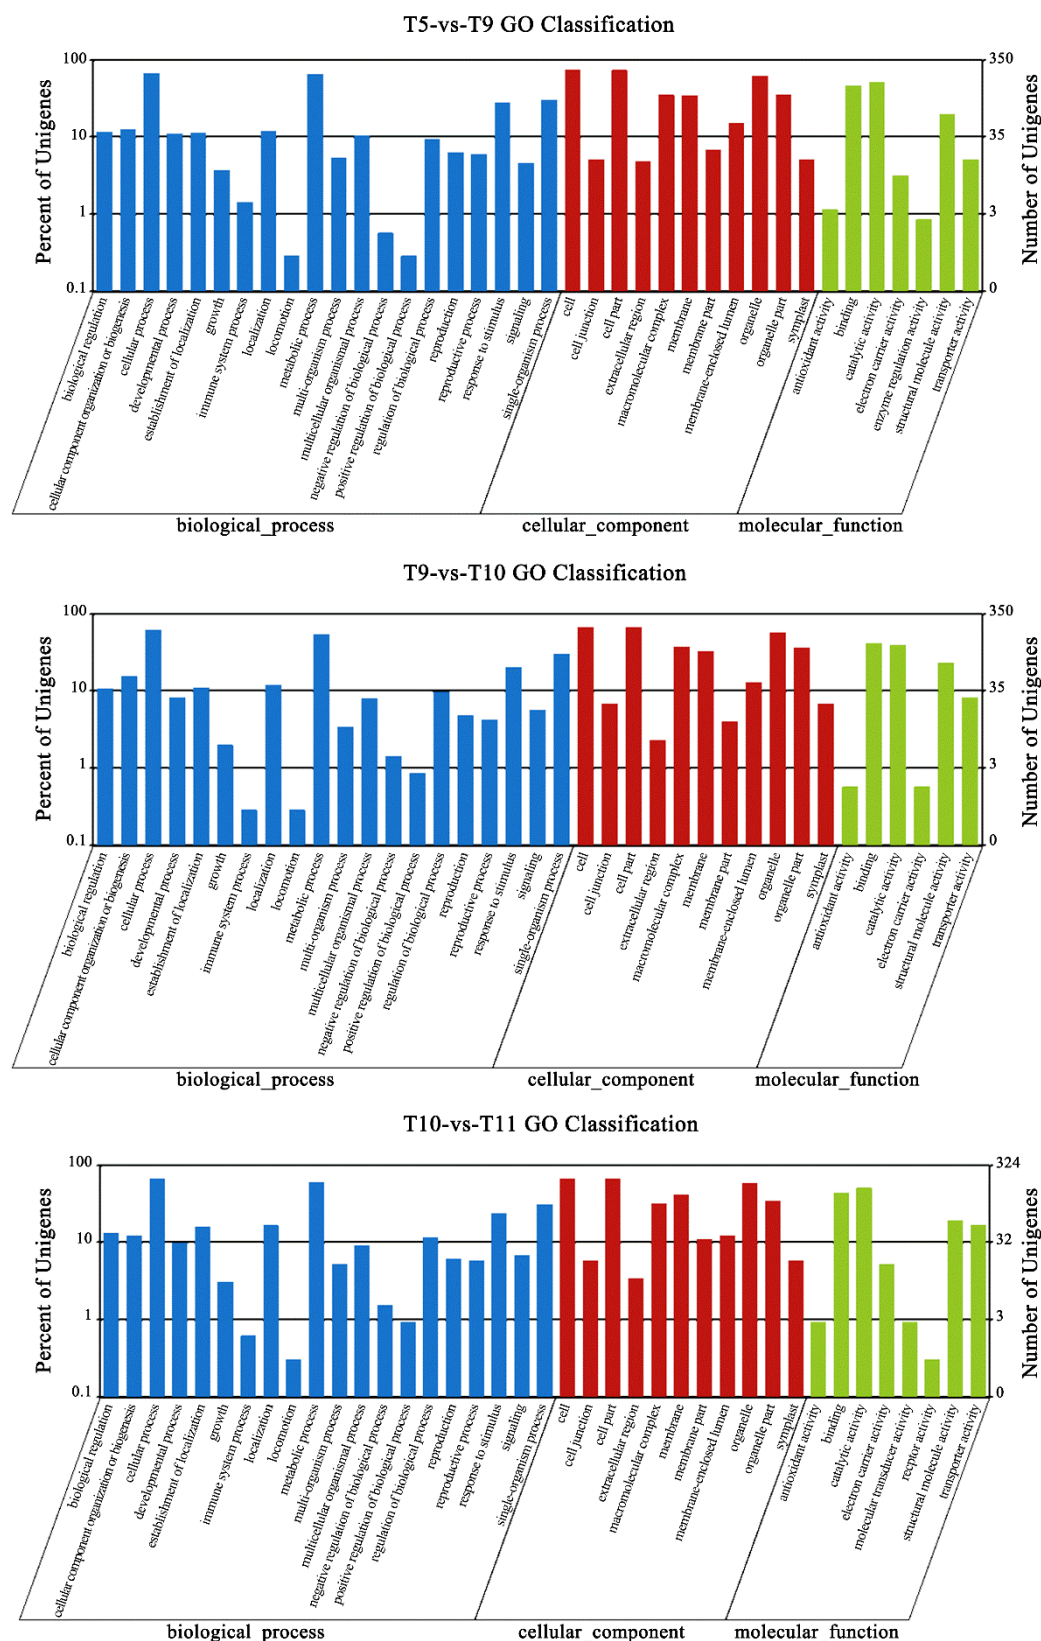 T5-vs-T9 GO Classification
Percent of Unigenes
100
10
1
0.1
350
35
3
0
Number of Unigenes
biological regulation
cellular component organization or biogenesis
cellular process
developmental process
establishment of localization
growth
immune system process
localization
locomotion
metabolic process
multi-organism process
multicellular organismal process
negative regulation of biological process
positive regulation of biological process
regulation of biological process
reproduction
reproductive process
response to stimulus
signaling
single-organism process
cell
cell junction
cell part
extracellular region
macromolecular complex
membrane
membrane part
membrane-enclosed lumen
organelle
organelle part
symplast
antioxidant activity
binding
catalytic activity
electron carrier activity
enzyme regulation activity
structural molecule activity
transporter activity
biological_process
cellular_component
molecular_function
T9-vs-T10 GO Classification
Percent of Unigenes
100
10
1
0.1
350
35
3
0
Number of Unigenes
biological regulation
cellular component organization or biogenesis
cellular process
developmental process
establishment of localization
growth
immune system process
localization
locomotion
metabolic process
multi-organism process
multicellular organismal process
negative regulation of biological process
positive regulation of biological process
regulation of biological process
reproduction
reproductive process
response to stimulus
signaling
single-organism process
cell
cell junction
cell part
extracellular region
macromolecular complex
membrane
membrane part
membrane-enclosed lumen
organelle
organelle part
symplast
antioxidant activity
binding
catalytic activity
electron carrier activity
structural molecule activity
transporter activity
biological_process
cellular_component
molecular_function
T10-vs-T11 GO Classification
Percent of Unigenes
100
10
1
0.1
324
32
3
0
Number of Unigenes
biological regulation
cellular component organization or biogenesis
cellular process
developmental process
establishment of localization
growth
immune system process
localization
locomotion
metabolic process
multi-organism process
multicellular organismal process
negative regulation of biological process
positive regulation of biological process
regulation of biological process
reproduction
reproductive process
response to stimulus
signaling
single-organism process
cell
cell junction
cell part
extracellular region
macromolecular complex
membrane
membrane part
membrane-enclosed lumen
organelle
organelle part
symplast
antioxidant activity
binding
catalytic activity
electron carrier activity
molecular transducer activity
receptor activity
structural molecule activity
transporter activity
biological_process
cellular_component
molecular_function